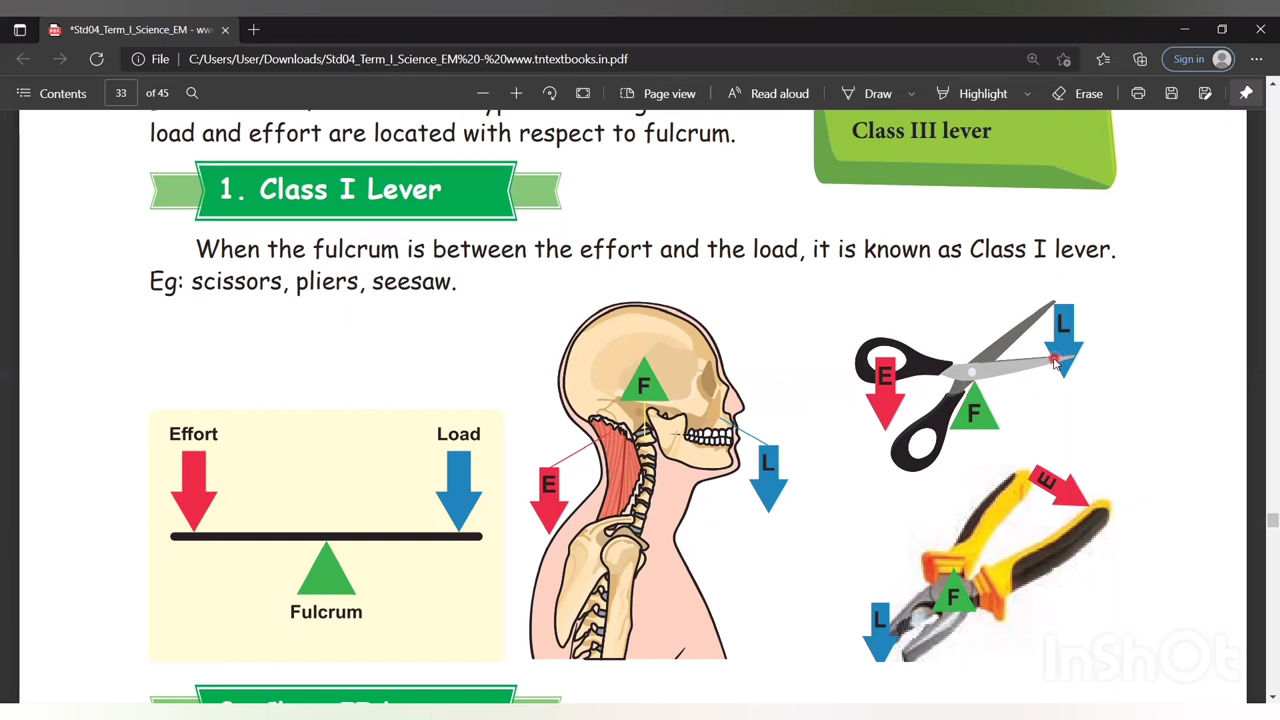 *Std04_Term_I_Science_EM - www
File
C:/Users/User/Downloads/Std04_Term_I_Science_EM%20-%20www.tntextbooks.in.pdf
Sign in
Contents
33
of 45
Page view
Read aloud
Draw
Highlight
Erase
load and effort are located with respect to fulcrum.
Class III lever
1. Class I Lever
When the fulcrum is between the effort and the load, it is known as Class I lever.
Eg: scissors, pliers, seesaw.
Effort
Load
Fulcrum
F
E
L
E
L
F
E
F
L
InShOt